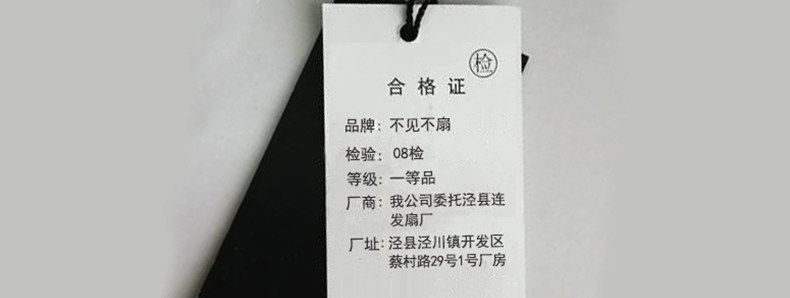 检
合格证
品牌：不见不扇
检验：08检
等级：一等品
厂商：我公司委托泾县连
发扇厂
厂址：泾县泾川镇开发区
蔡村路29号1号厂房